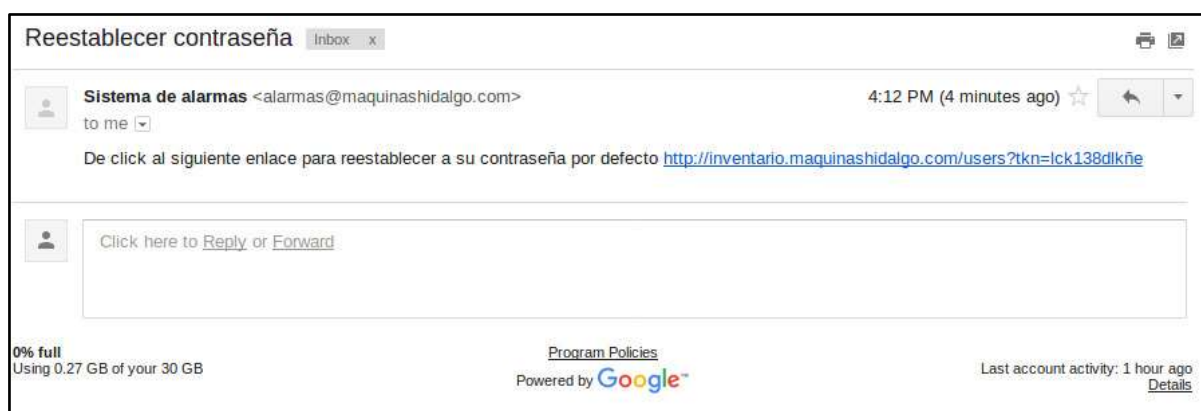 Reestablecer contraseña Inbox x
Sistema de alarmas <alarmas@maquinashidalgo.com> 4:12 PM (4 minutes ago)
to me
De click al siguiente enlace para reestablecer a su contraseña por defecto http://inventario.maquinashidalgo.com/users?tkn=lck138dlkñe
Click here to Reply or Forward
0% full
Using 0.27 GB of your 30 GB
Program Policies
Powered by Google™
Last account activity: 1 hour ago
Details